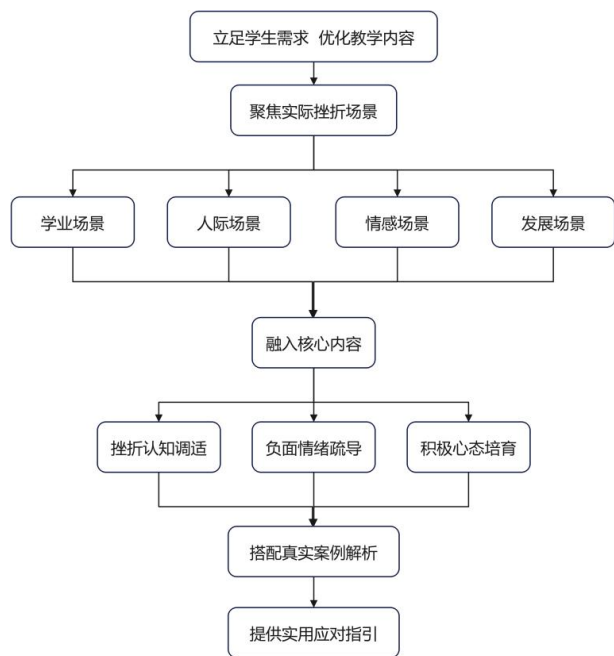 立足学生需求 优化教学内容
聚焦实际挫折场景
学业场景
人际场景
情感场景
发展场景
融入核心内容
挫折认知调适
负面情绪疏导
积极心态培育
搭配真实案例解析
提供实用应对指引